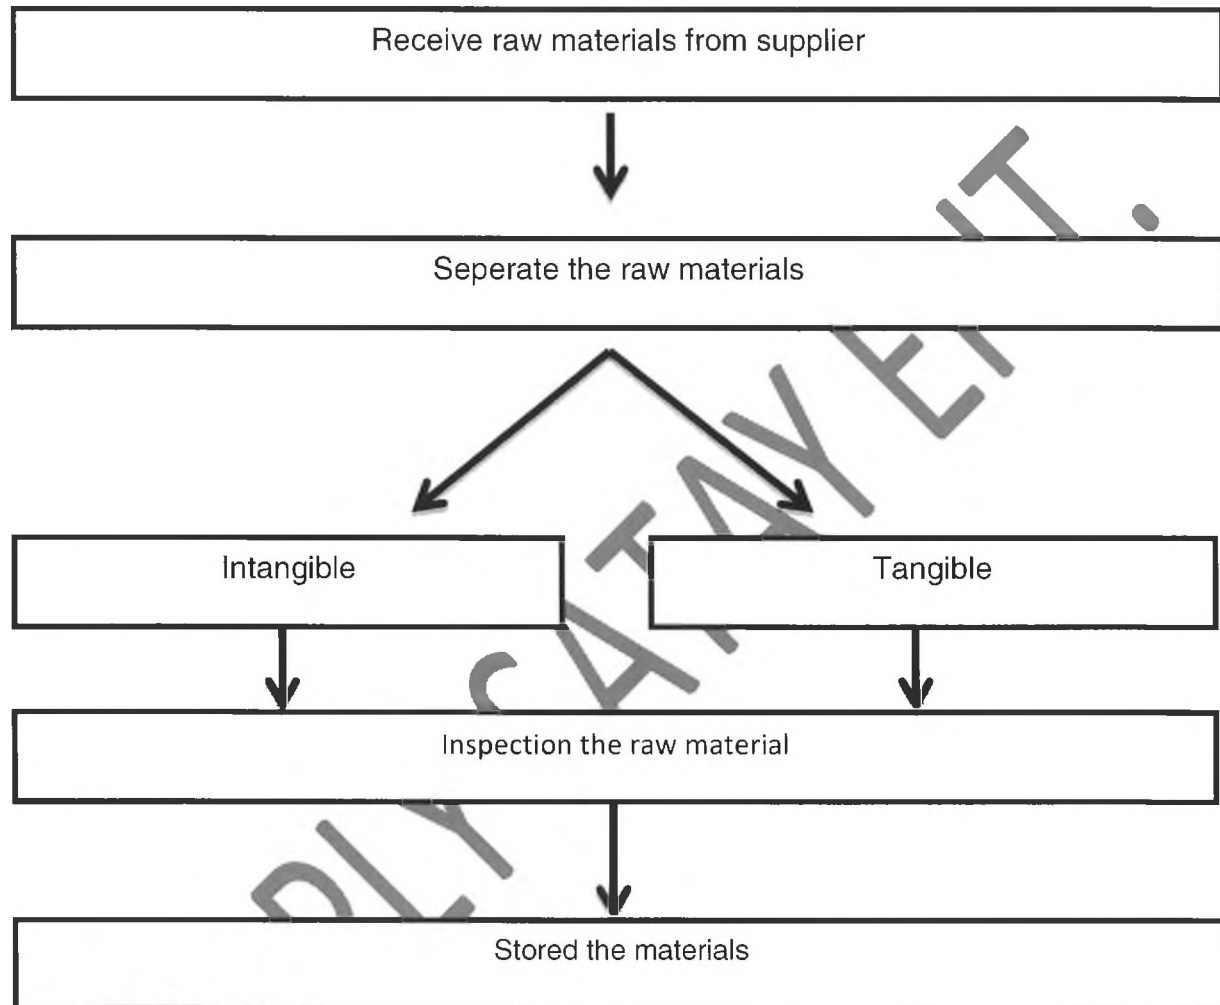 Receive raw materials from supplier
Seperate the raw materials
Intangible
Tangible
Inspection the raw material
Stored the materials